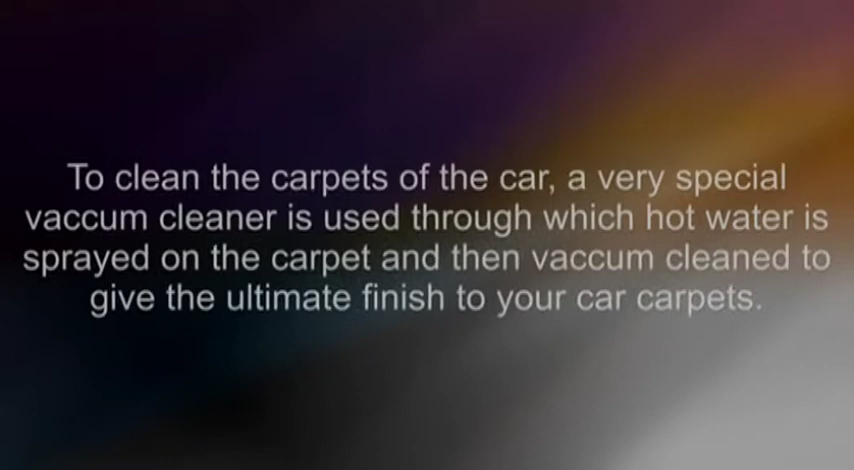 To clean the carpets of the car, a very special
vaccum cleaner is used through which hot water is
sprayed on the carpet and then vaccum cleaned to
give the ultimate finish to your car carpets.